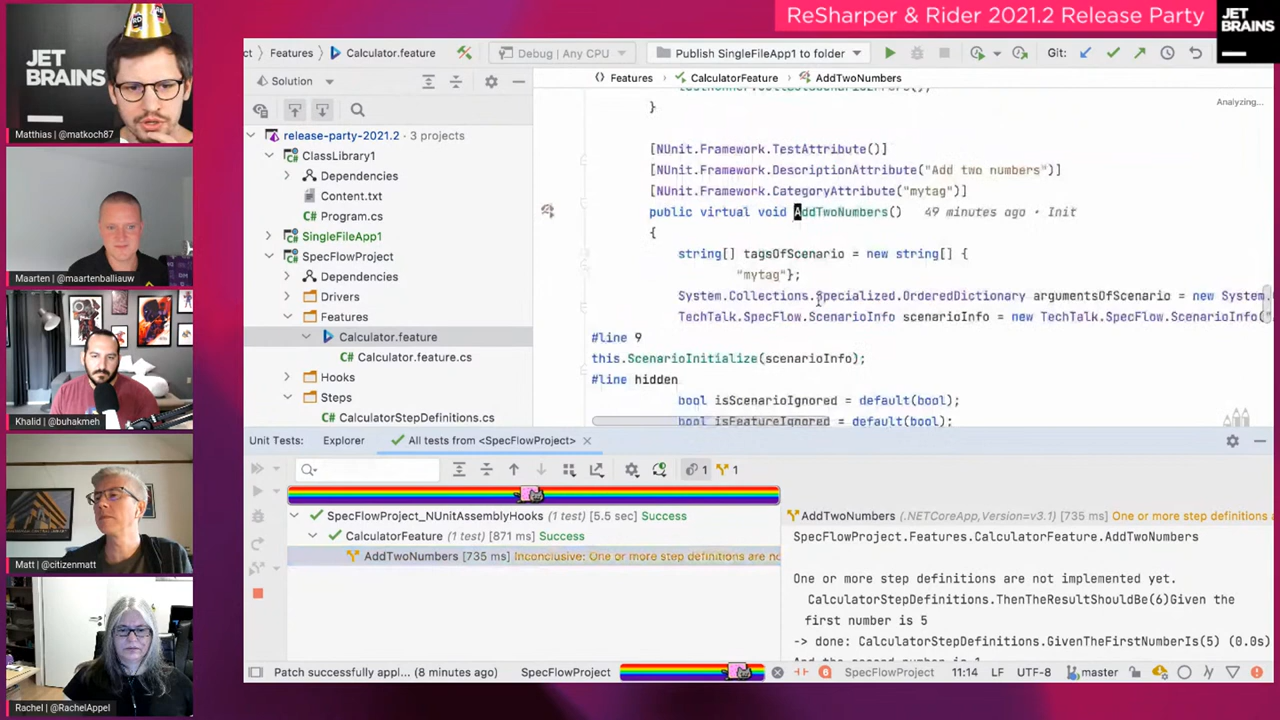 ReSharper & Rider 2021.2 Release Party
JET
BRAINS
JET
BRAINS
Matthias | @matkoch87
Maarten | @maartenballiauw
Khalid | @buhakmeh
Matt | @citizenmatt
Rachel | @RachelAppel
Features
Calculator.feature
Debug | Any CPU
Publish SingleFileApp1 to folder
Git:
Solution
release-party-2021.2 · 3 projects
ClassLibrary1
Dependencies
Content.txt
Program.cs
SingleFileApp1
SpecFlowProject
Dependencies
Drivers
Features
Calculator.feature
Calculator.feature.cs
Hooks
Steps
CalculatorStepDefinitions.cs
Features
CalculatorFeature
AddTwoNumbers
Analyzing...
}
[NUnit.Framework.TestAttribute()]
[NUnit.Framework.DescriptionAttribute("Add two numbers")]
[NUnit.Framework.CategoryAttribute("mytag")]
public virtual void AddTwoNumbers() 49 minutes ago · Init
{
string[] tagsOfScenario = new string[] {
"mytag"};
System.Collections.Specialized.OrderedDictionary argumentsOfScenario = new System.
TechTalk.SpecFlow.ScenarioInfo scenarioInfo = new TechTalk.SpecFlow.ScenarioInfo("
#line 9
this.ScenarioInitialize(scenarioInfo);
#line hidden
bool isScenarioIgnored = default(bool);
bool isFeatureIgnored = default(bool);
Unit Tests:
Explorer
All tests from <SpecFlowProject>
1
1
SpecFlowProject_NUnitAssemblyHooks (1 test) [5.5 sec] Success
CalculatorFeature (1 test) [871 ms] Success
AddTwoNumbers [735 ms] Inconclusive: One or more step definitions are no
AddTwoNumbers (.NETCoreApp,Version=v3.1) [735 ms] One or more step definitions a
SpecFlowProject.Features.CalculatorFeature.AddTwoNumbers
One or more step definitions are not implemented yet.
CalculatorStepDefinitions.ThenTheResultShouldBe(6)Given the
first number is 5
-> done: CalculatorStepDefinitions.GivenTheFirstNumberIs(5) (0.0s)
Patch successfully appl... (8 minutes ago)
SpecFlowProject
SpecFlowProject
11:14
LF
UTF-8
master